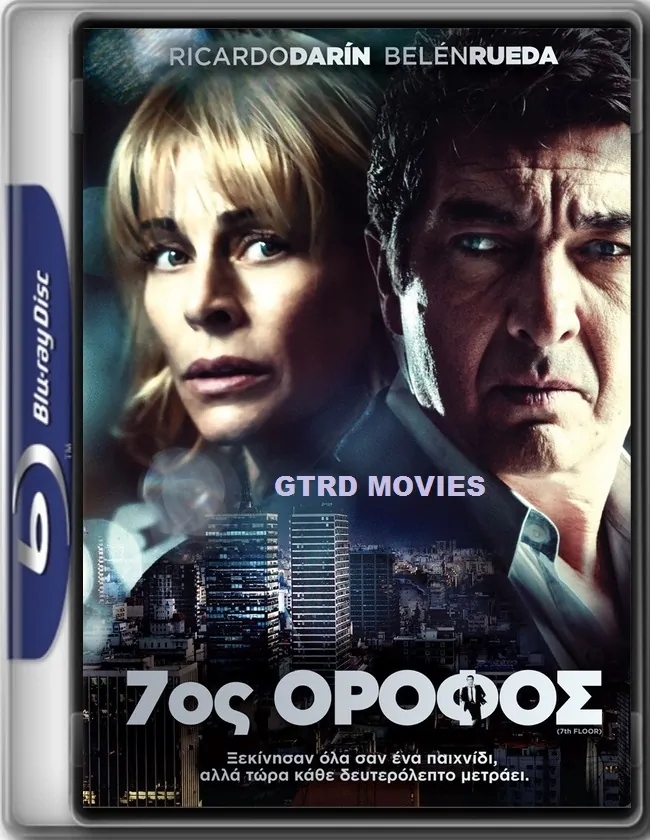 RICARDODARÍN BELÉNRUEDA
Blu-ray Disc
TM
GTRD MOVIES
7ος ΟΡΟΦΟΣ
(7th FLOOR)
Ξεκίνησαν όλα σαν ένα παιχνίδι,
αλλά τώρα κάθε δευτερόλεπτο μετράει.